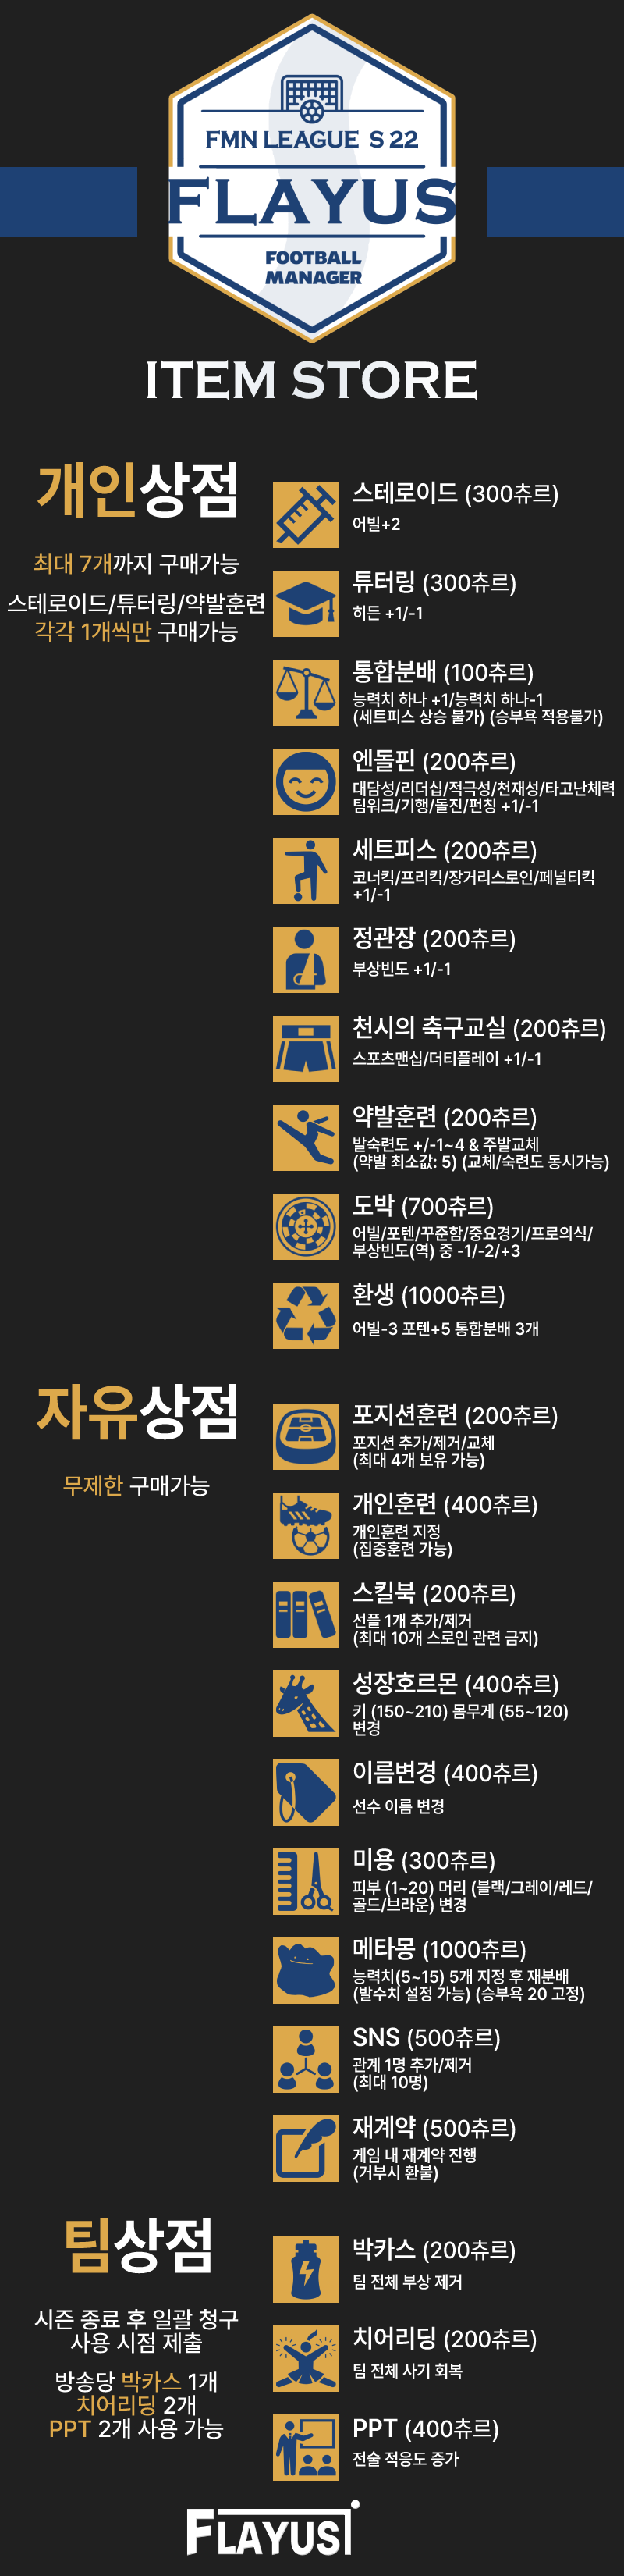 FMN LEAGUE S 22
FLAYUS
FOOTBALL
MANAGER
ITEM STORE
개인상점
최대 7개까지 구매가능
스테로이드/튜터링/약발훈련
각각 1개씩만 구매가능
스테로이드 (300츄르)
어빌+2
튜터링 (300츄르)
히든 +1/-1
통합분배 (100츄르)
능력치 하나 +1/능력치 하나-1
(세트피스 상승 불가) (승부욕 적용불가)
엔돌핀 (200츄르)
대담성/리더십/적극성/천재성/타고난체력
팀워크/기행/돌진/펀칭 +1/-1
세트피스 (200츄르)
코너킥/프리킥/장거리스로인/페널티킥
+1/-1
정관장 (200츄르)
부상빈도 +1/-1
천시의 축구교실 (200츄르)
스포츠맨십/더티플레이 +1/-1
약발훈련 (200츄르)
발숙련도 +/-1~4 & 주발교체
(약발 최소값: 5) (교체/숙련도 동시가능)
도박 (700츄르)
어빌/포텐/꾸준함/중요경기/프로의식/
부상빈도(역) 중 -1/-2/+3
환생 (1000츄르)
어빌-3 포텐+5 통합분배 3개
자유상점
무제한 구매가능
포지션훈련 (200츄르)
포지션 추가/제거/교체
(최대 4개 보유 가능)
개인훈련 (400츄르)
개인훈련 지정
(집중훈련 가능)
스킬북 (200츄르)
선플 1개 추가/제거
(최대 10개 스로인 관련 금지)
성장호르몬 (400츄르)
키 (150~210) 몸무게 (55~120)
변경
이름변경 (400츄르)
선수 이름 변경
미용 (300츄르)
피부 (1~20) 머리 (블랙/그레이/레드/
골드/브라운) 변경
메타몽 (1000츄르)
능력치(5~15) 5개 지정 후 재분배
(발수치 설정 가능) (승부욕 20 고정)
SNS (500츄르)
관계 1명 추가/제거
(최대 10명)
재계약 (500츄르)
게임 내 재계약 진행
(거부시 환불)
팀상점
시즌 종료 후 일괄 청구
사용 시점 제출
방송당 박카스 1개
치어리딩 2개
PPT 2개 사용 가능
박카스 (200츄르)
팀 전체 부상 제거
치어리딩 (200츄르)
팀 전체 사기 회복
PPT (400츄르)
전술 적응도 증가
FLAYUS